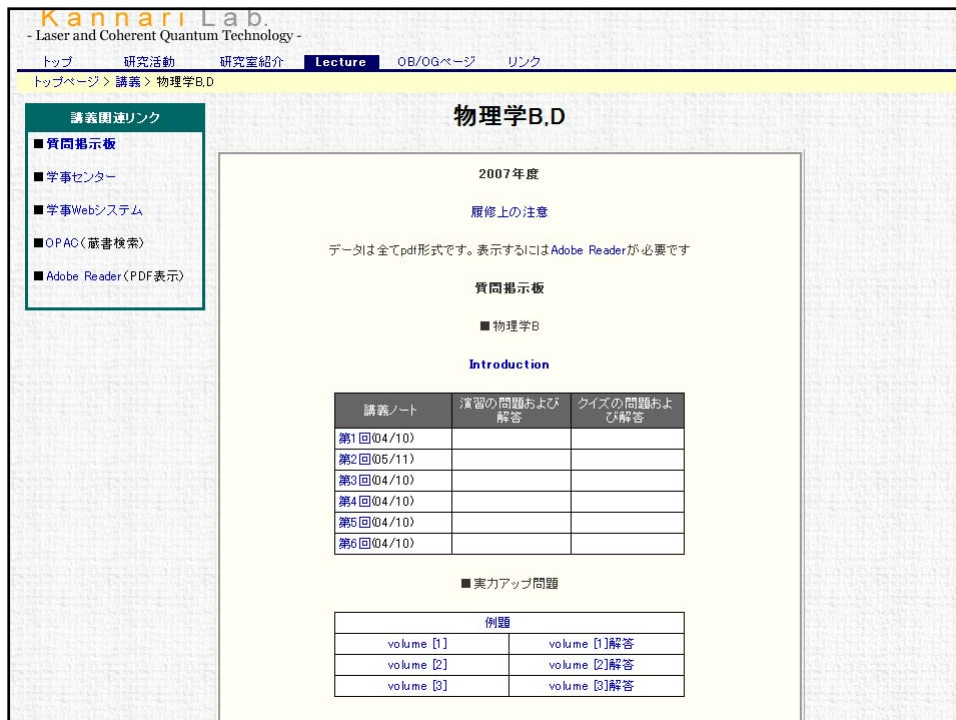 Kannari Lab.
- Laser and Coherent Quantum Technology -
トップ 研究活動 研究室紹介 Lecture OB/OGページ リンク
トップページ > 講義 > 物理学B,D
講義関連リンク
■質問掲示板
■学事センター
■学事Webシステム
■OPAC(蔵書検索)
■Adobe Reader(PDF表示)
物理学B,D
2007年度
履修上の注意
データは全てpdf形式です。表示するにはAdobe Readerが必要です
質問掲示板
■物理学B
Introduction
講義ノート 演習の問題および解答 クイズの問題および解答
第1回(04/10)
第2回(05/11)
第3回(04/10)
第4回(04/10)
第5回(04/10)
第6回(04/10)
■実力アップ問題
例題
volume [1] volume [1]解答
volume [2] volume [2]解答
volume [3] volume [3]解答